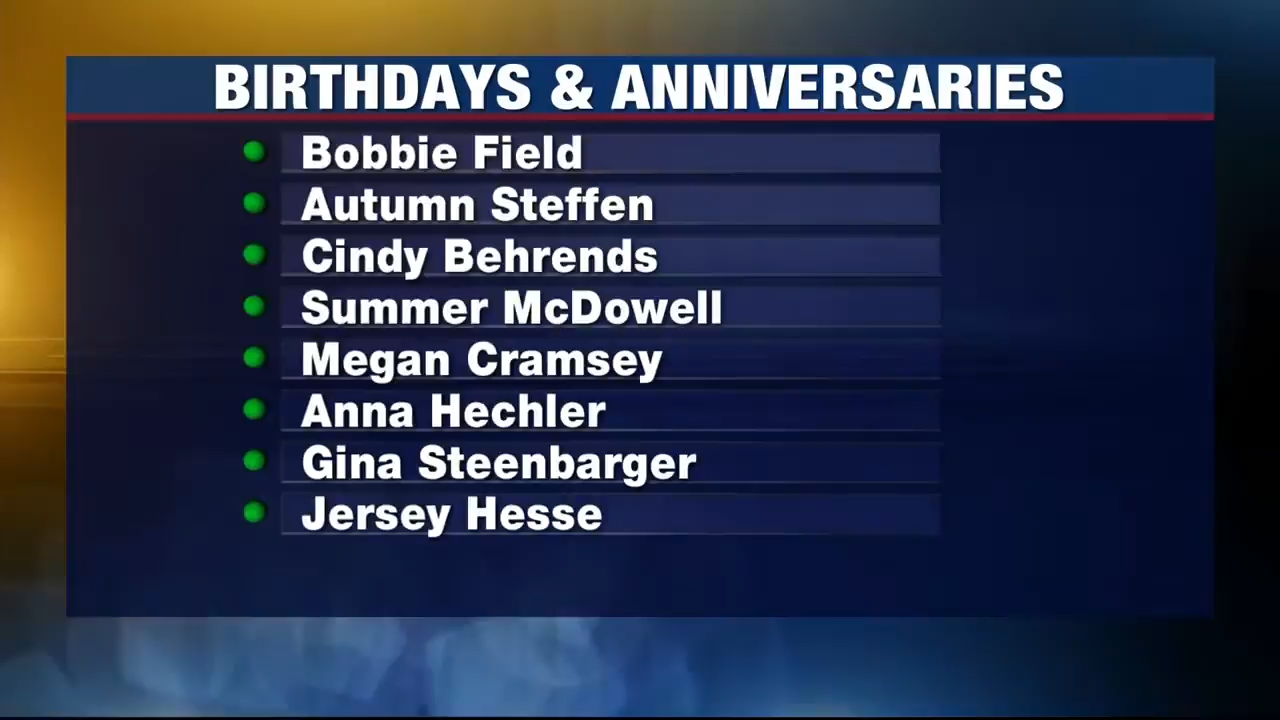 BIRTHDAYS & ANNIVERSARIES
Bobbie Field
Autumn Steffen
Cindy Behrends
Summer McDowell
Megan Cramsey
Anna Hechler
Gina Steenbarger
Jersey Hesse